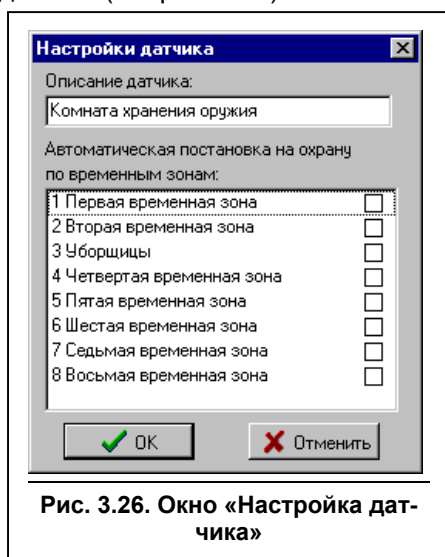 Настройки датчика
Описание датчика:
Комната хранения оружия
Автоматическая постановка на охрану
по временным зонам:
1 Первая временная зона
2 Вторая временная зона
3 Уборщицы
4 Четвертая временная зона
5 Пятая временная зона
6 Шестая временная зона
7 Седьмая временная зона
8 Восьмая временная зона
OK
Отменить
Рис. 3.26. Окно «Настройка дат-
чика»